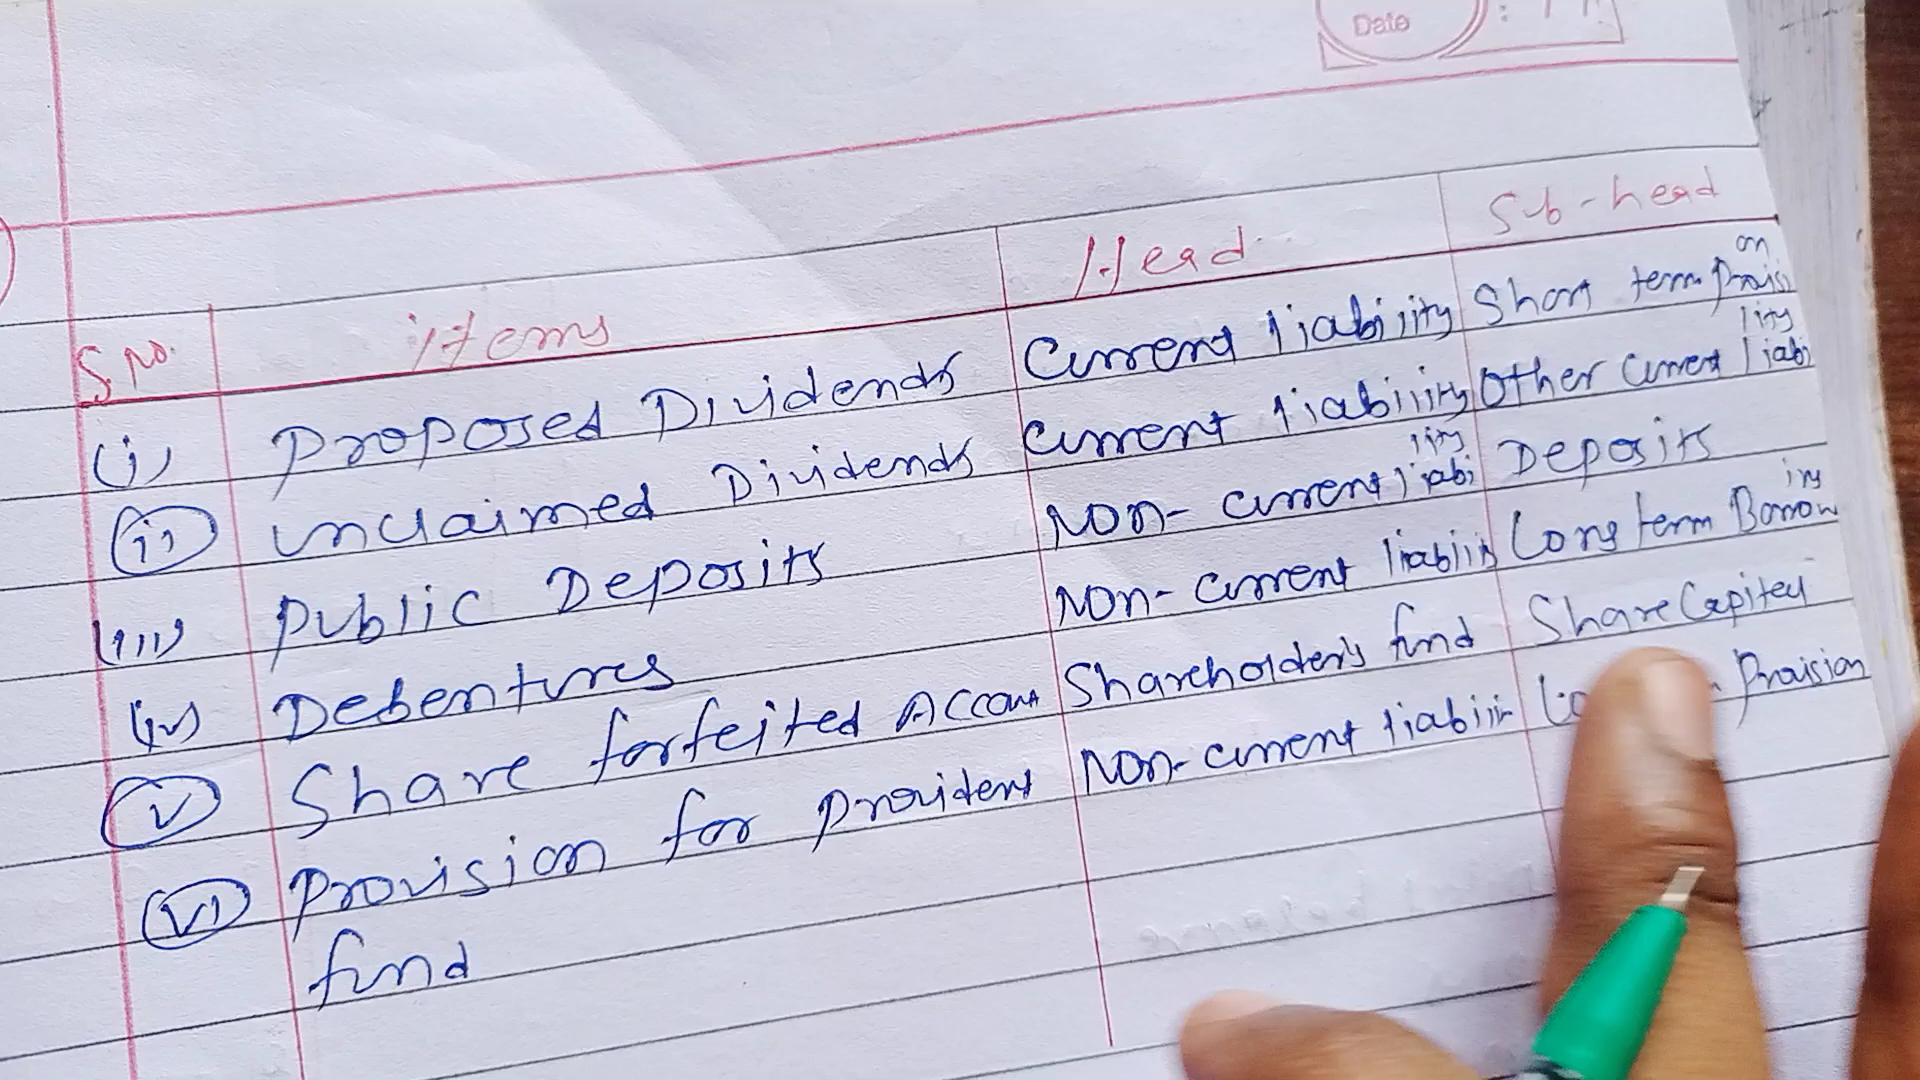 Date
S.No. items Head Sub-head
(i) Proposed Dividends Current liability Short term Provision
(ii) unclaimed Dividends Current liability Other Current liability
(iii) Public Deposits Non-current liability Deposits
(iv) Debentures Non-current liability Long term Borrowing
(v) Share forfeited Account Shareholder's fund Share Capital
(vi) Provision for Provident Non-current liability Provision
fund